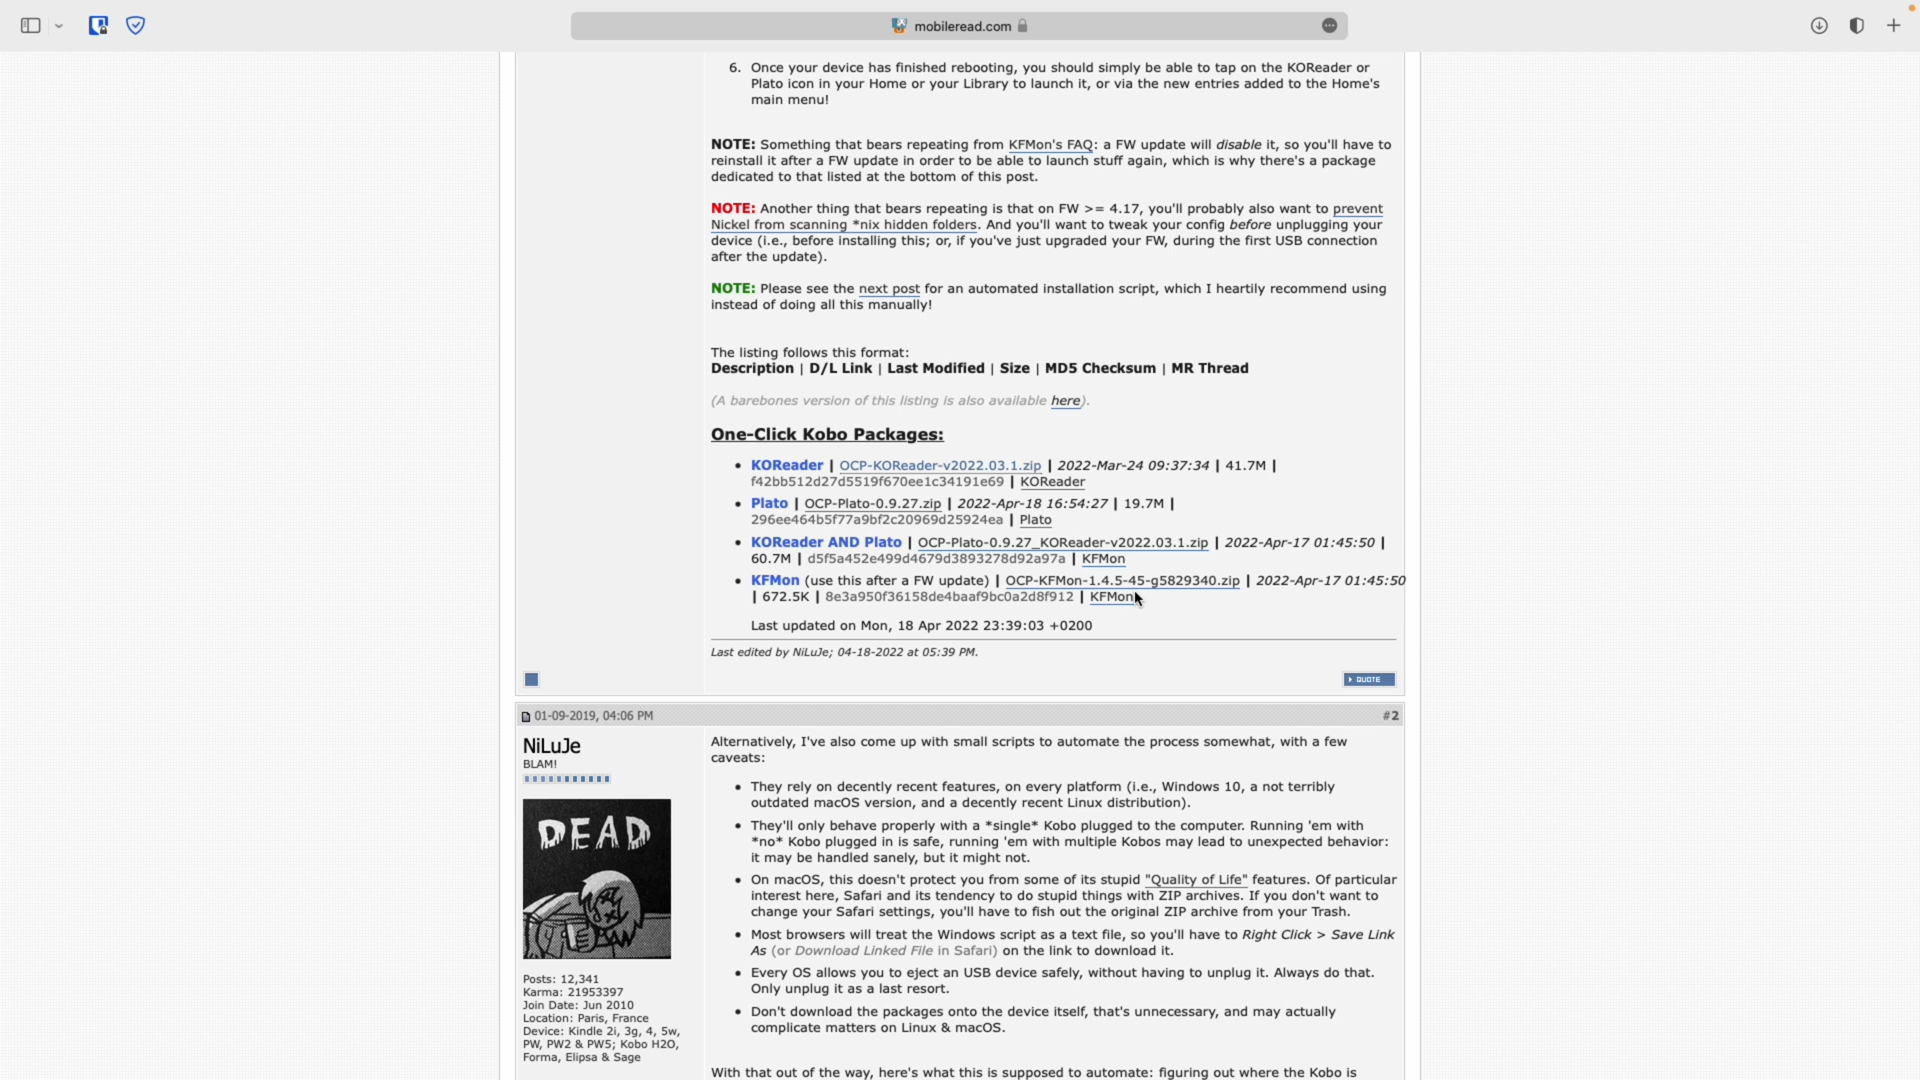 mobileread.com
6. Once your device has finished rebooting, you should simply be able to tap on the KOReader or
Plato icon in your Home or your Library to launch it, or via the new entries added to the Home's
main menu!
NOTE: Something that bears repeating from KFMon's FAQ: a FW update will disable it, so you'll have to
reinstall it after a FW update in order to be able to launch stuff again, which is why there's a package
dedicated to that listed at the bottom of this post.
NOTE: Another thing that bears repeating is that on FW >= 4.17, you'll probably also want to prevent
Nickel from scanning *nix hidden folders. And you'll want to tweak your config before unplugging your
device (i.e., before installing this; or, if you've just upgraded your FW, during the first USB connection
after the update).
NOTE: Please see the next post for an automated installation script, which I heartily recommend using
instead of doing all this manually!
The listing follows this format:
Description | D/L Link | Last Modified | Size | MD5 Checksum | MR Thread
(A barebones version of this listing is also available here).
One-Click Kobo Packages:
• KOReader | OCP-KOReader-v2022.03.1.zip | 2022-Mar-24 09:37:34 | 41.7M |
f42bb512d27d5519f670ee1c34191e69 | KOReader
• Plato | OCP-Plato-0.9.27.zip | 2022-Apr-18 16:54:27 | 19.7M |
296ee464b5f77a9bf2c20969d25924ea | Plato
• KOReader AND Plato | OCP-Plato-0.9.27_KOReader-v2022.03.1.zip | 2022-Apr-17 01:45:50 |
60.7M | d5f5a452e499d4679d3893278d92a97a | KFMon
• KFMon (use this after a FW update) | OCP-KFMon-1.4.5-45-g5829340.zip | 2022-Apr-17 01:45:50
| 672.5K | 8e3a950f36158de4baaf9bc0a2d8f912 | KFMon
Last updated on Mon, 18 Apr 2022 23:39:03 +0200
Last edited by NiLuJe; 04-18-2022 at 05:39 PM.
QUOTE
01-09-2019, 04:06 PM #2
NiLuJe
BLAM!
DEAD
Posts: 12,341
Karma: 21953397
Join Date: Jun 2010
Location: Paris, France
Device: Kindle 2i, 3g, 4, 5w,
PW, PW2 & PW5; Kobo H2O,
Forma, Elipsa & Sage
Alternatively, I've also come up with small scripts to automate the process somewhat, with a few
caveats:
• They rely on decently recent features, on every platform (i.e., Windows 10, a not terribly
outdated macOS version, and a decently recent Linux distribution).
• They'll only behave properly with a *single* Kobo plugged to the computer. Running 'em with
*no* Kobo plugged in is safe, running 'em with multiple Kobos may lead to unexpected behavior:
it may be handled sanely, but it might not.
• On macOS, this doesn't protect you from some of its stupid "Quality of Life" features. Of particular
interest here, Safari and its tendency to do stupid things with ZIP archives. If you don't want to
change your Safari settings, you'll have to fish out the original ZIP archive from your Trash.
• Most browsers will treat the Windows script as a text file, so you'll have to Right Click > Save Link
As (or Download Linked File in Safari) on the link to download it.
• Every OS allows you to eject an USB device safely, without having to unplug it. Always do that.
Only unplug it as a last resort.
• Don't download the packages onto the device itself, that's unnecessary, and may actually
complicate matters on Linux & macOS.
With that out of the way, here's what this is supposed to automate: figuring out where the Kobo is